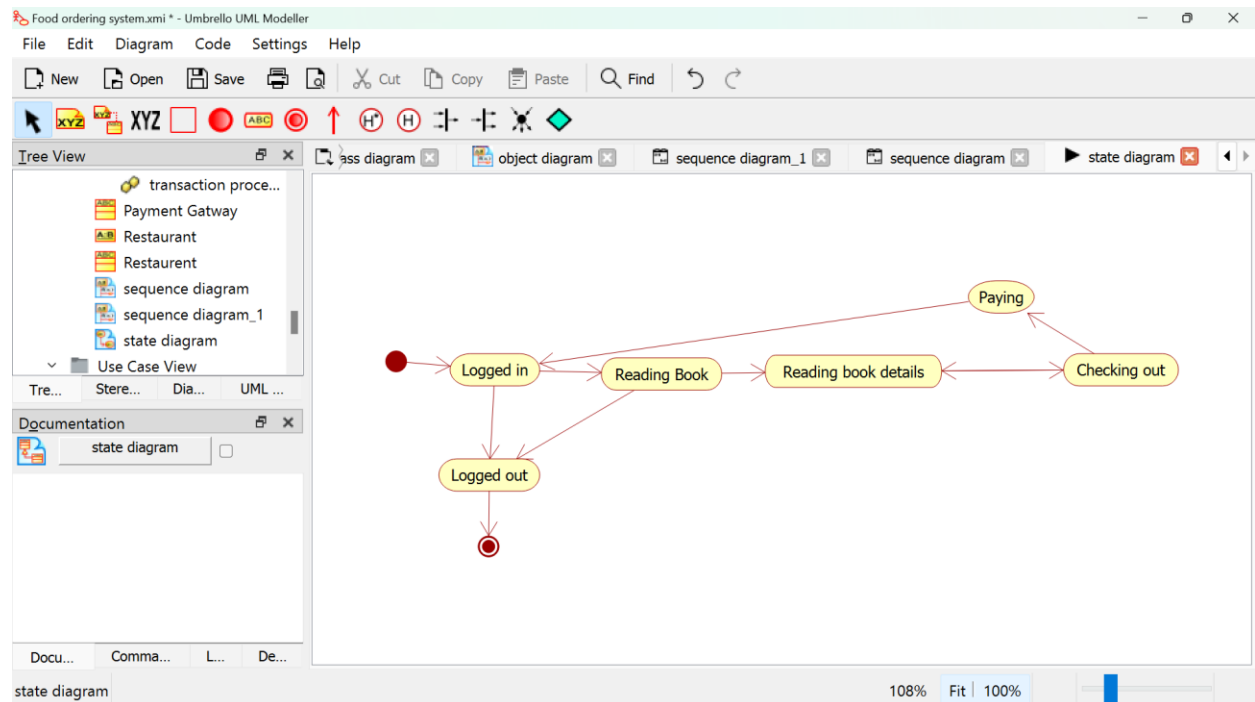 Food ordering system.xmi * - Umbrello UML Modeller
File Edit Diagram Code Settings Help
New Open Save Cut Copy Paste Find
XYZ XYZ XYZ ABC H* H
Tree View
ass diagram object diagram sequence diagram_1 sequence diagram state diagram
transaction proce...
ABC Payment Gatway
A:B Restaurant
ABC Restaurent
sequence diagram
sequence diagram_1
state diagram
Use Case View
Tre... Stere... Dia... UML ...
Documentation
state diagram
Paying
Logged in
Reading Book
Reading book details
Checking out
Logged out
Docu... Comma... L... De...
state diagram
108% Fit 100%